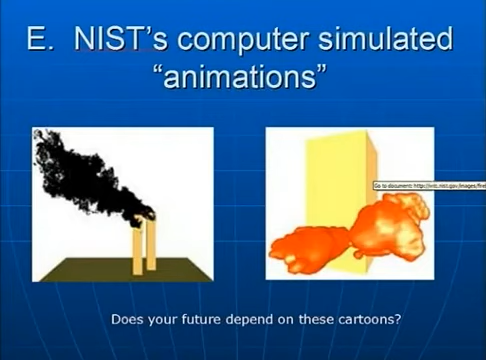 E. NIST's computer simulated
“animations”
Go to document: http://wtc.nist.gov/images/fire
Does your future depend on these cartoons?